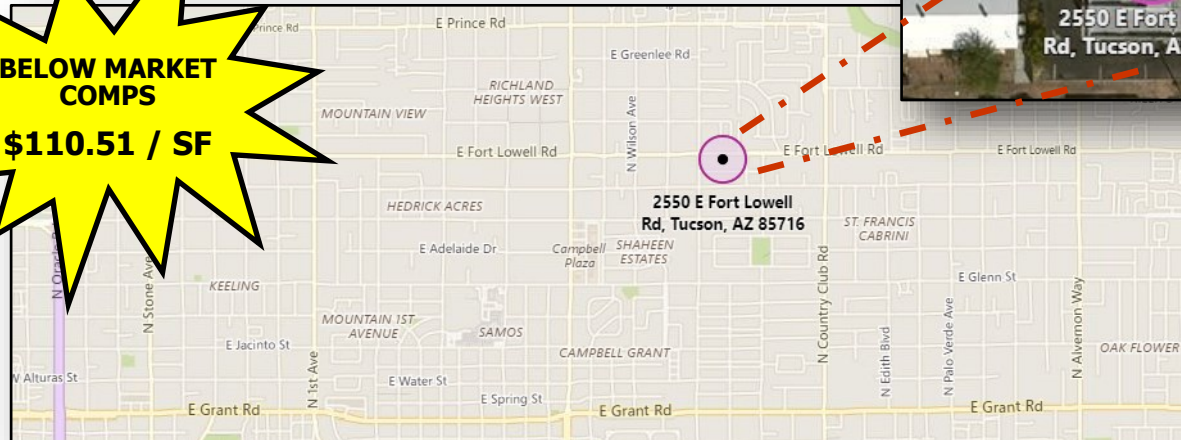 BELOW MARKET
COMPS
$110.51 / SF
2550 E Fort
Rd, Tucson, A
E Prince Rd
Prince Rd
E Greenlee Rd
RICHLAND
HEIGHTS WEST
MOUNTAIN VIEW
N Wilson Ave
E Fort Lowell Rd
E Fort Lowell Rd
E Fort Lowell Rd
2550 E Fort Lowell
Rd, Tucson, AZ 85716
HEDRICK ACRES
ST. FRANCIS
CABRINI
E Adelaide Dr
Campbell
Plaza
SHAHEEN
ESTATES
N Stone Ave
KEELING
N Country Club Rd
E Glenn St
N Alvernon Way
MOUNTAIN 1ST
AVENUE
SAMOS
N Edith Blvd
N Palo Verde Ave
E Jacinto St
CAMPBELL GRANT
OAK FLOWER
N 1st Ave
W Alturas St
E Water St
E Spring St
E Grant Rd
E Grant Rd
E Grant Rd